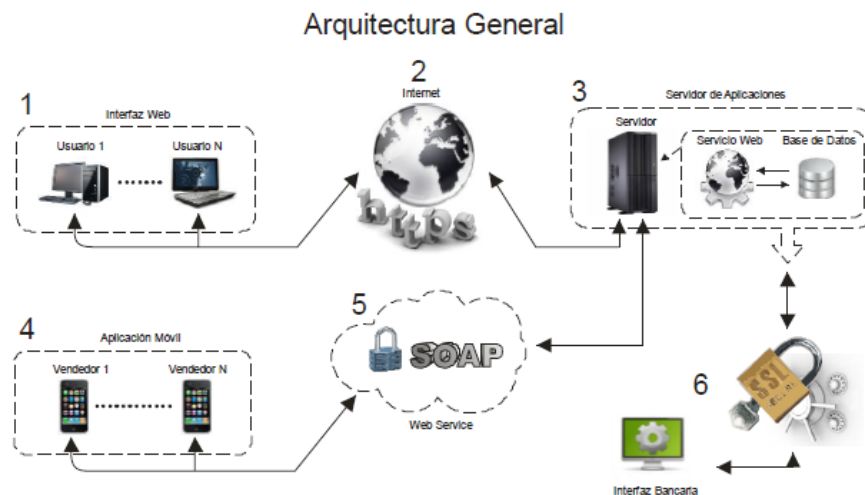 Arquitectura General
1
Interfaz Web
Usuario 1
Usuario N
2
Internet
https
3
Servidor de Aplicaciones
Servidor
Servicio Web
Base de Datos
4
Aplicación Móvil
Vendedor 1
Vendedor N
5
SOAP
Web Service
6
SSL
Interfaz Bancaria